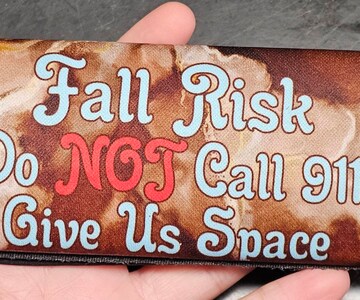 Fall Risk
Do NOT Call 911
Give Us Space